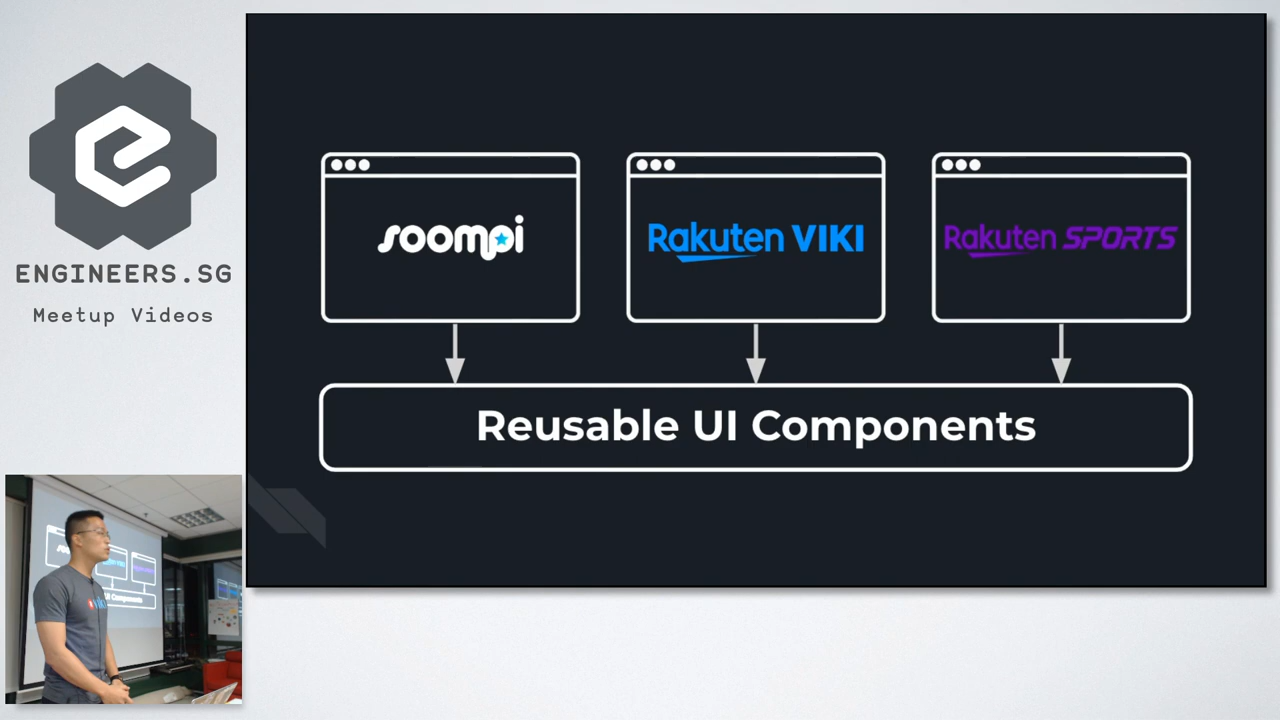 ENGINEERS.SG
Meetup Videos
soompi
Rakuten VIKI
Rakuten SPORTS
Reusable UI Components